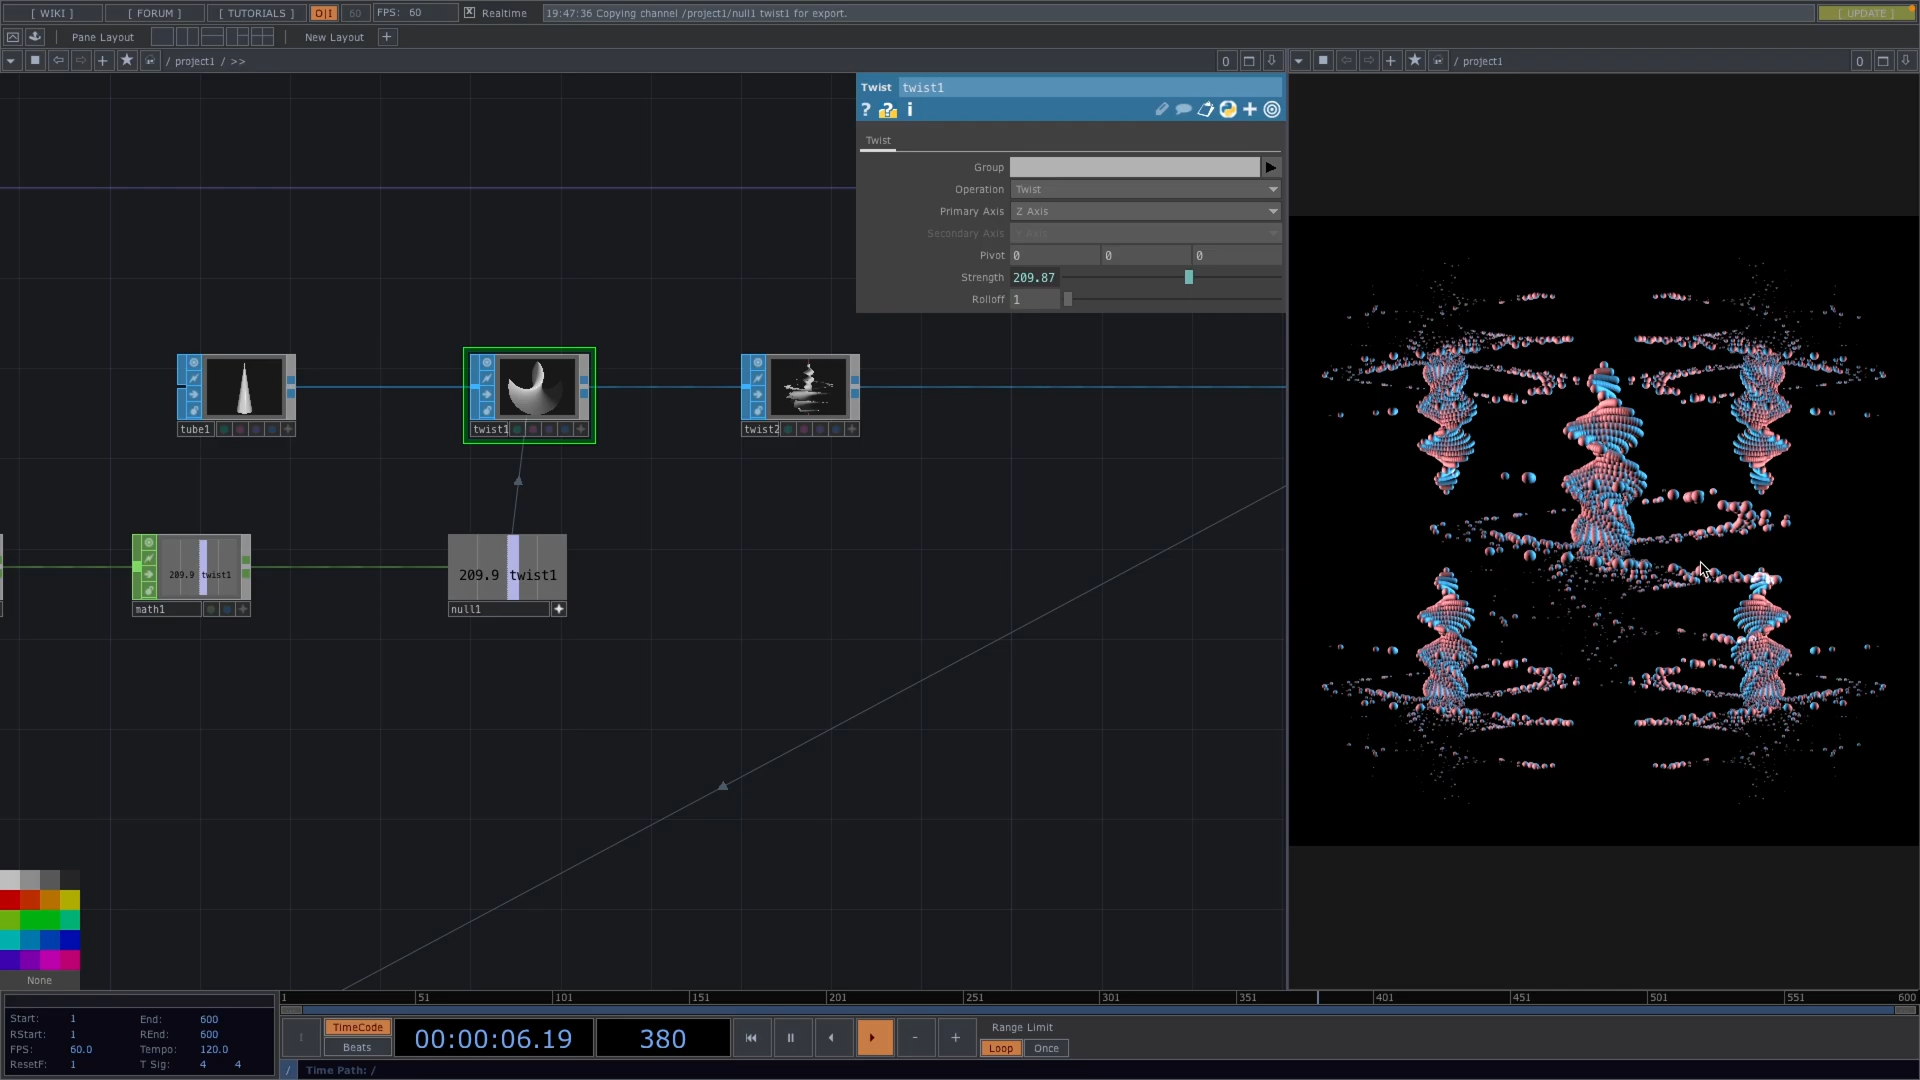 [ WIKI ] [ FORUM ] [ TUTORIALS ] O|I 60 FPS: 60 Realtime 19:47:36 Copying channel /project1/null1 twist1 for export. [ UPDATE ]
Pane Layout New Layout +
/ project1 / >> 0 / project1 0
Twist twist1
? ? i
Twist
Group
Operation Twist
Primary Axis Z Axis
Secondary Axis
Pivot 0 0 0
Strength 209.87
Rolloff 1
tube1 twist1 twist2
209.9 twist1 209.9 twist1
math1 null1
None
1 51 101 151 201 251 301 351 401 451 501 551 600
Start: 1 End: 600
RStart: 1 REnd: 600
FPS: 60.0 Tempo: 120.0
ResetF: 1 T Sig: 4 4
TimeCode
Beats
00:00:06.19 380 - +
Range Limit
Loop Once
/ Time Path: /